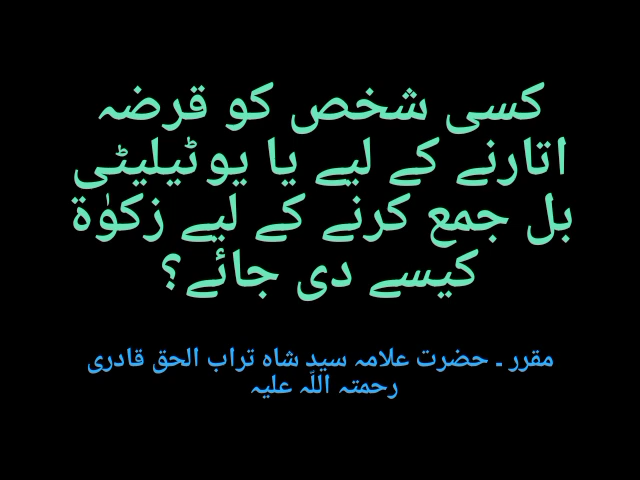 کسی شخص کو قرضہ
اتارنے کے لیے یا یوٹیلیٹی
بل جمع کرنے کے لیے زکوٰۃ
کیسے دی جائے؟
مقرر ۔ حضرت علامہ سید شاہ تراب الحق قادری
رحمتہ اللّٰہ علیہ